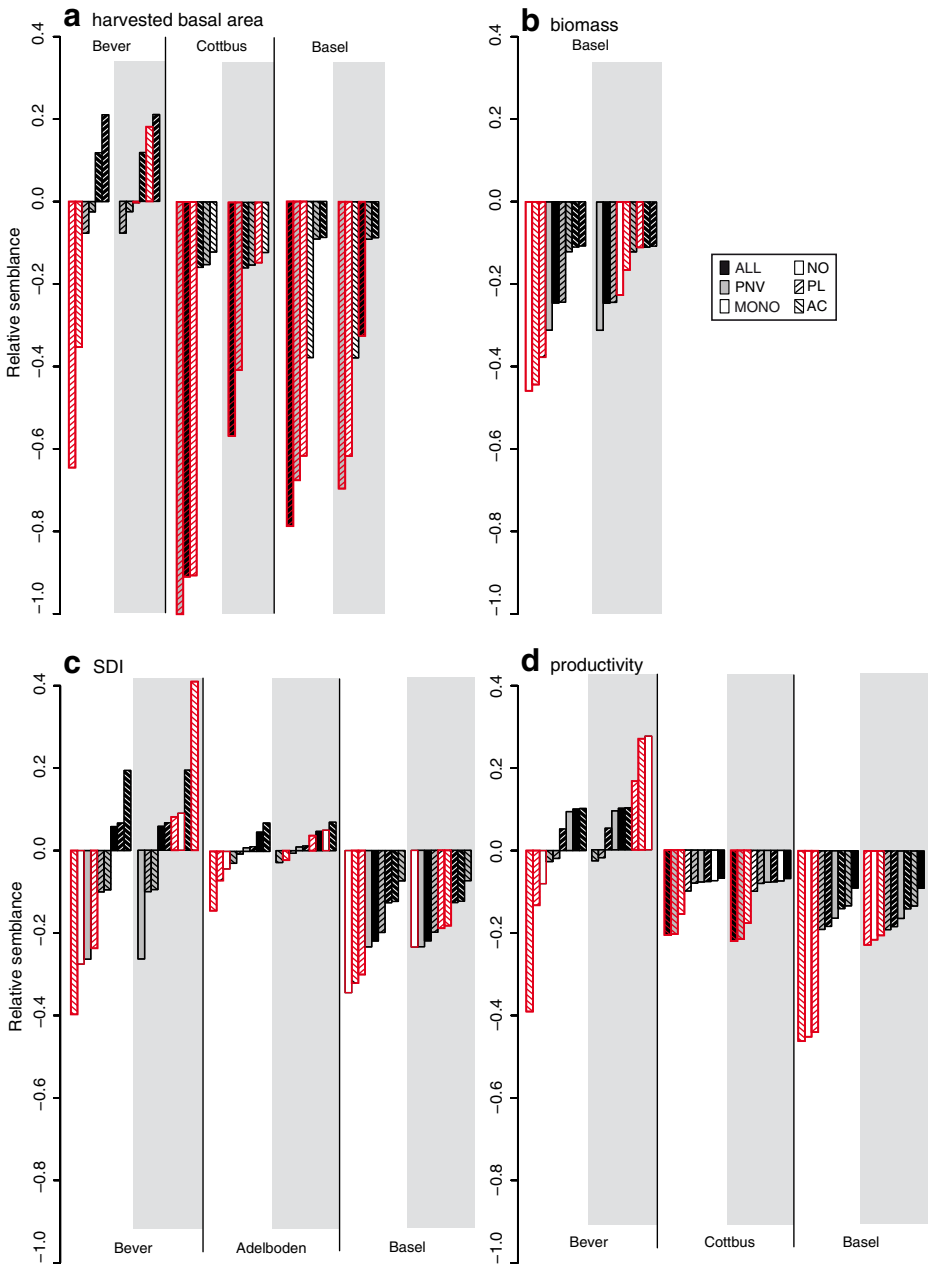 a harvested basal area
Bever
Cottbus
Basel
Relative semblance
0.4
0.2
0.0
−0.2
−0.4
−0.6
−0.8
−1.0
b biomass
Basel
0.4
0.2
0.0
−0.2
−0.4
−0.6
−0.8
−1.0
ALL
PNV
MONO
NO
PL
AC
c SDI
Relative semblance
0.4
0.2
0.0
−0.2
−0.4
−0.6
−0.8
−1.0
Bever
Adelboden
Basel
d productivity
0.4
0.2
0.0
−0.2
−0.4
−0.6
−0.8
−1.0
Bever
Cottbus
Basel